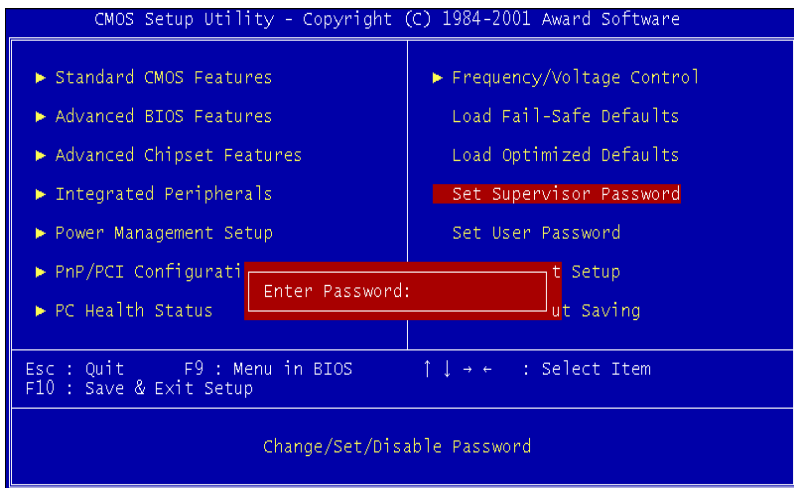 CMOS Setup Utility - Copyright (C) 1984-2001 Award Software
► Standard CMOS Features
► Advanced BIOS Features
► Advanced Chipset Features
► Integrated Peripherals
► Power Management Setup
► PnP/PCI Configurati
► PC Health Status
► Frequency/Voltage Control
Load Fail-Safe Defaults
Load Optimized Defaults
Set Supervisor Password
Set User Password
t Setup
ut Saving
Enter Password:
Esc : Quit F9 : Menu in BIOS ↑ ↓ → ← : Select Item
F10 : Save & Exit Setup
Change/Set/Disable Password